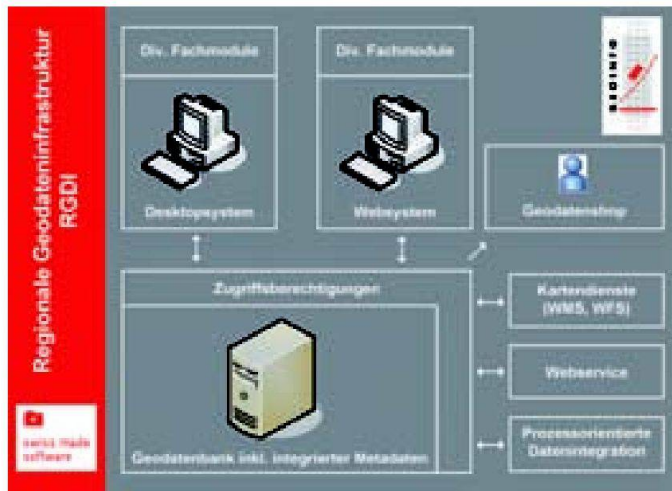 Regionale Geodateninfrastruktur
RGDI
swiss made
software
Div. Fachmodule
Desktopsystem
Div. Fachmodule
Websystem
GEOINFO
Geodatenshop
Zugriffsberechtigungen
Geodatenbank inkl. integrierter Metadaten
Kartendienste
(WMS, WFS)
Webservice
Prozessorientierte
Datenintegration